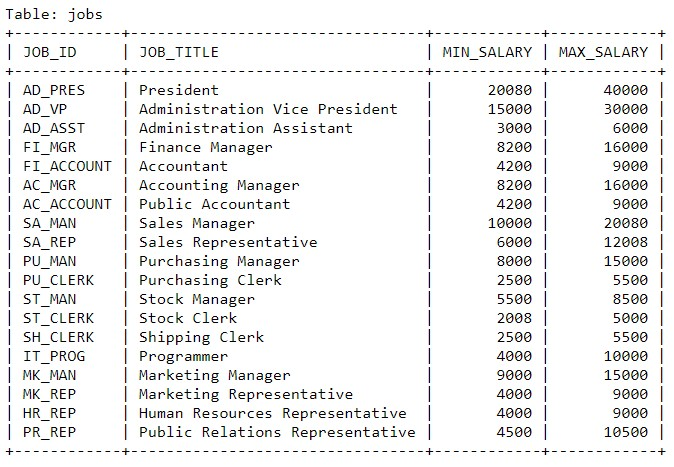 Table: jobs
+------------+---------------------------------+------------+------------+
| JOB_ID     | JOB_TITLE                       | MIN_SALARY | MAX_SALARY |
+------------+---------------------------------+------------+------------+
| AD_PRES    | President                       |      20080 |      40000 |
| AD_VP      | Administration Vice President   |      15000 |      30000 |
| AD_ASST    | Administration Assistant        |       3000 |       6000 |
| FI_MGR     | Finance Manager                 |       8200 |      16000 |
| FI_ACCOUNT | Accountant                      |       4200 |       9000 |
| AC_MGR     | Accounting Manager              |       8200 |      16000 |
| AC_ACCOUNT | Public Accountant               |       4200 |       9000 |
| SA_MAN     | Sales Manager                   |      10000 |      20080 |
| SA_REP     | Sales Representative            |       6000 |      12008 |
| PU_MAN     | Purchasing Manager              |       8000 |      15000 |
| PU_CLERK   | Purchasing Clerk                |       2500 |       5500 |
| ST_MAN     | Stock Manager                   |       5500 |       8500 |
| ST_CLERK   | Stock Clerk                     |       2008 |       5000 |
| SH_CLERK   | Shipping Clerk                  |       2500 |       5500 |
| IT_PROG    | Programmer                      |       4000 |      10000 |
| MK_MAN     | Marketing Manager               |       9000 |      15000 |
| MK_REP     | Marketing Representative        |       4000 |       9000 |
| HR_REP     | Human Resources Representative  |       4000 |       9000 |
| PR_REP     | Public Relations Representative |       4500 |      10500 |
+------------+---------------------------------+------------+------------+